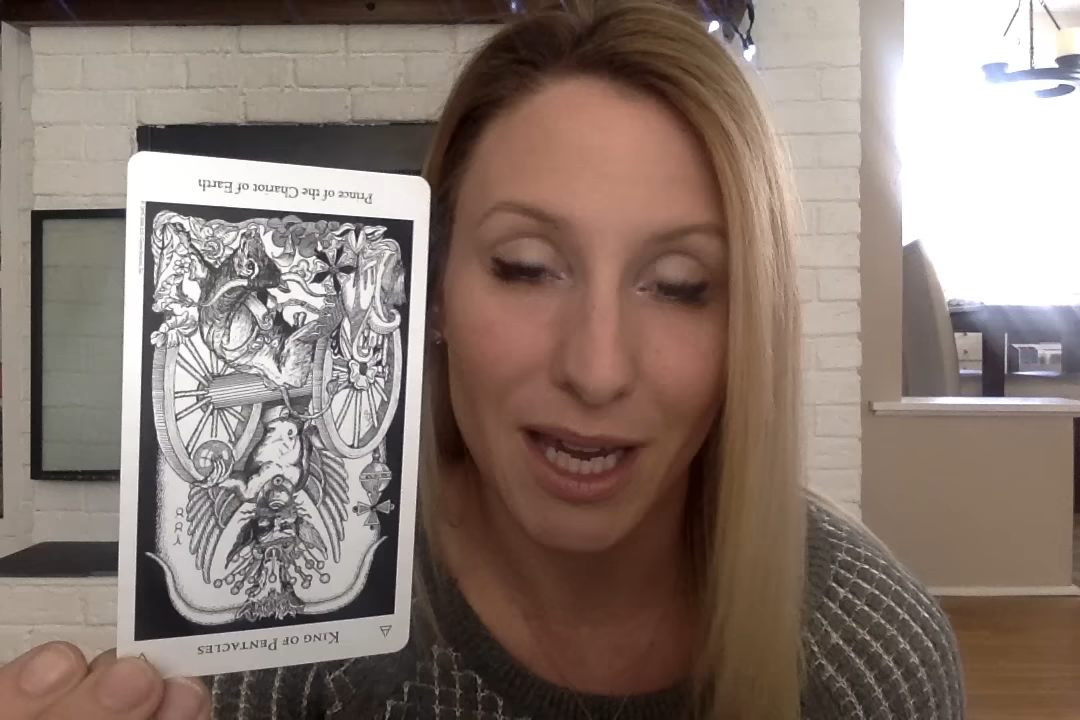 Prince of the Chariot of Earth
KING OF PENTACLES